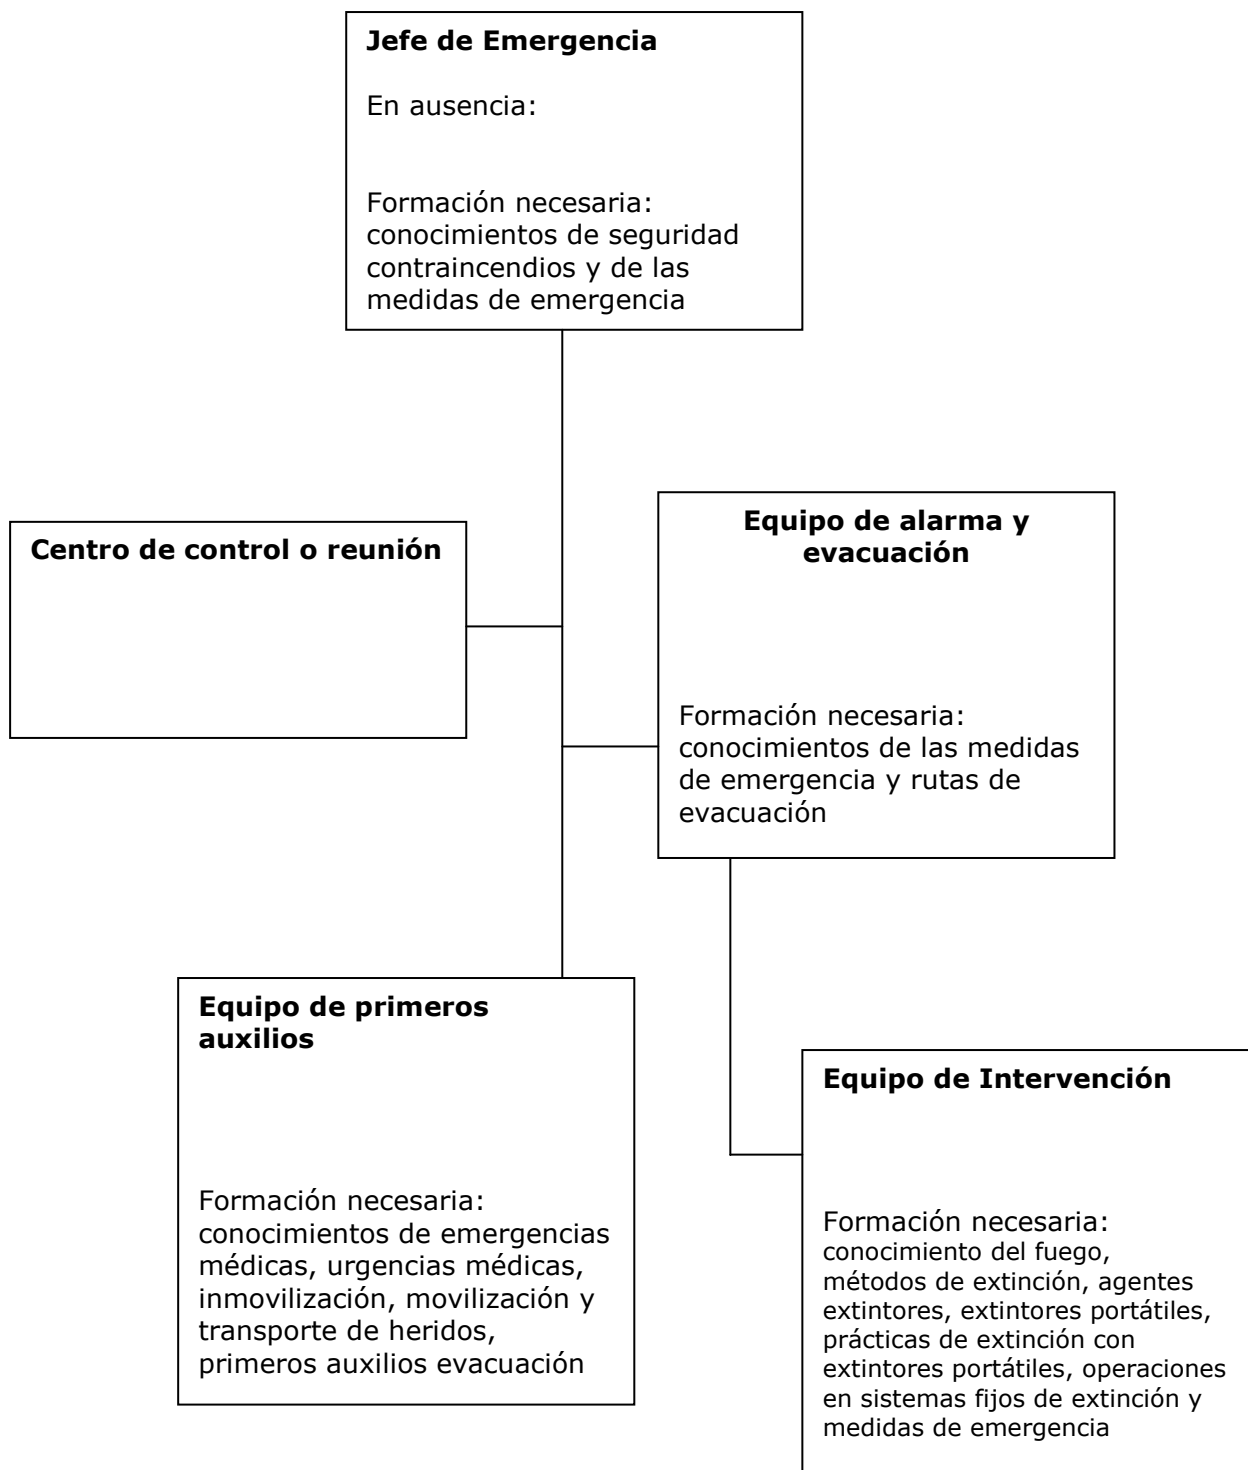 Jefe de Emergencia
En ausencia:
Formación necesaria:
conocimientos de seguridad
contraincendios y de las
medidas de emergencia
Centro de control o reunión
Equipo de alarma y
evacuación
Formación necesaria:
conocimientos de las medidas
de emergencia y rutas de
evacuación
Equipo de primeros
auxilios
Formación necesaria:
conocimientos de emergencias
médicas, urgencias médicas,
inmovilización, movilización y
transporte de heridos,
primeros auxilios evacuación
Equipo de Intervención
Formación necesaria:
conocimiento del fuego,
métodos de extinción, agentes
extintores, extintores portátiles,
prácticas de extinción con
extintores portátiles, operaciones
en sistemas fijos de extinción y
medidas de emergencia